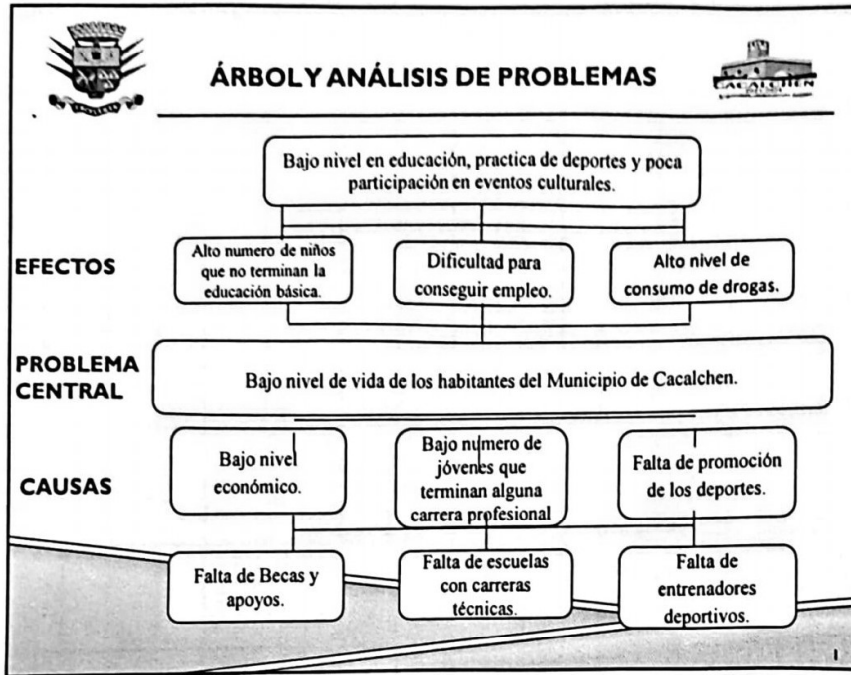 CACALCHEN
ÁRBOL Y ANÁLISIS DE PROBLEMAS
Bajo nivel en educación, practica de deportes y poca
participación en eventos culturales.
EFECTOS
Alto numero de niños
que no terminan la
educación básica.
Dificultad para
conseguir empleo.
Alto nivel de
consumo de drogas.
PROBLEMA
CENTRAL
Bajo nivel de vida de los habitantes del Municipio de Cacalchen.
CAUSAS
Bajo nivel
económico.
Bajo numero de
jóvenes que
terminan alguna
carrera profesional
Falta de promoción
de los deportes.
Falta de Becas y
apoyos.
Falta de escuelas
con carreras
técnicas.
Falta de
entrenadores
deportivos.
1